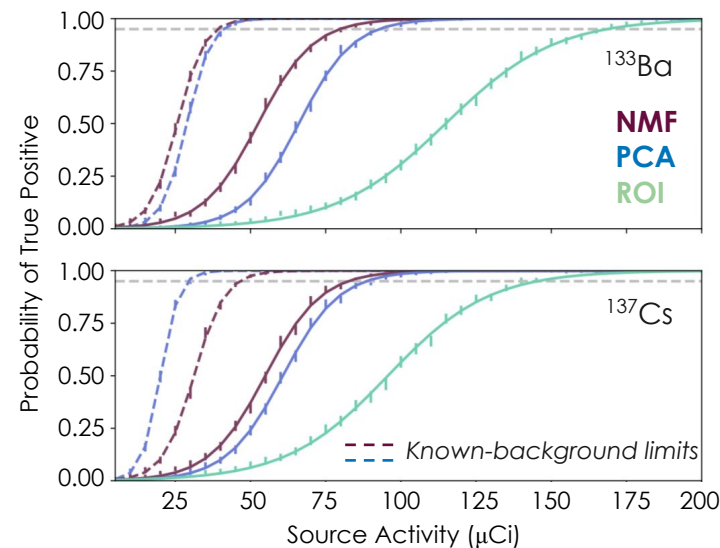 1.00
0.75
0.50
0.25
0.00
¹³³Ba
NMF
PCA
ROI
1.00
0.75
0.50
0.25
0.00
¹³⁷Cs
Known-background limits
25 50 75 100 125 150 175 200
Source Activity (μCi)
Probability of True Positive